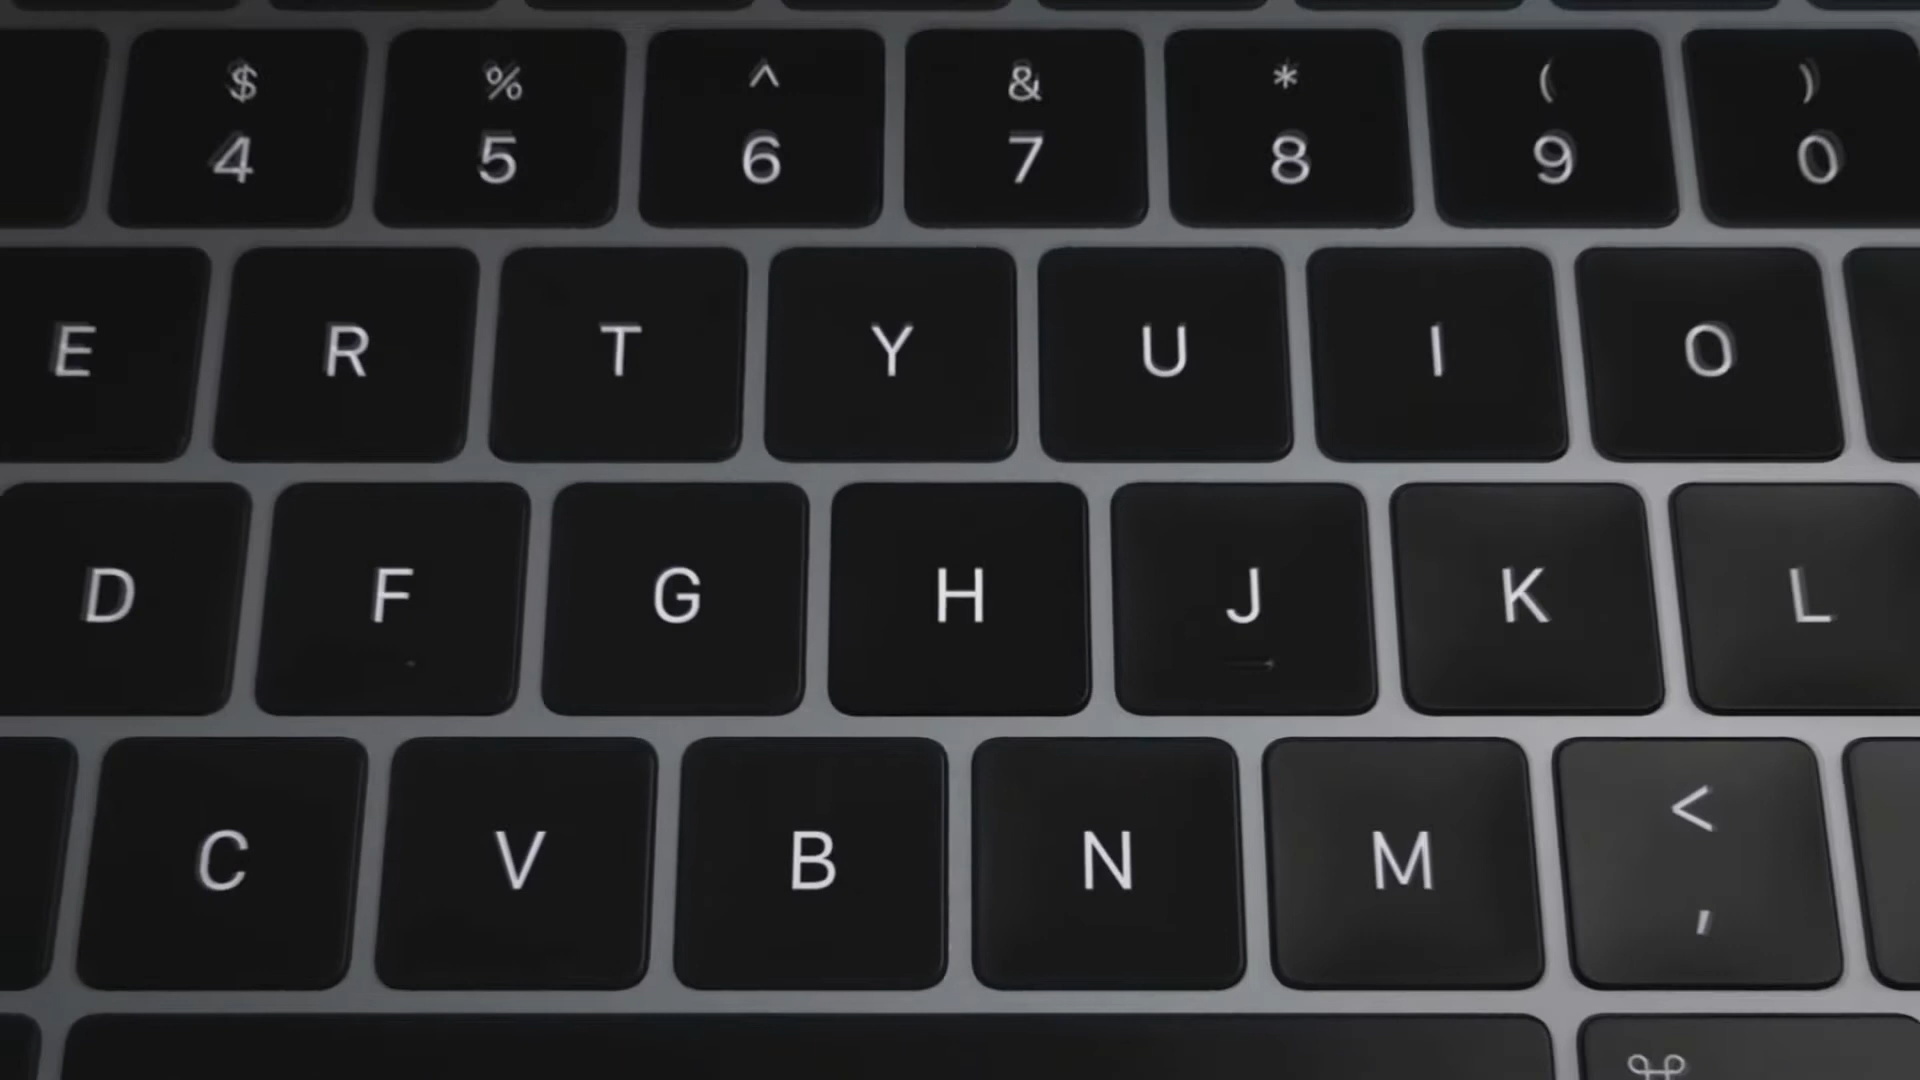 $ % ^ & * ( )
4 5 6 7 8 9 0
E R T Y U I O
D F G H J K L
C V B N M <
,
⌘